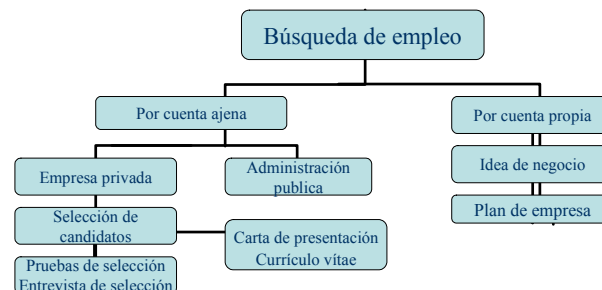 Búsqueda de empleo
Por cuenta ajena
Por cuenta propia
Empresa privada
Administración
publica
Idea de negocio
Selección de
candidatos
Plan de empresa
Carta de presentación
Currículo vítae
Pruebas de selección
Entrevista de selección